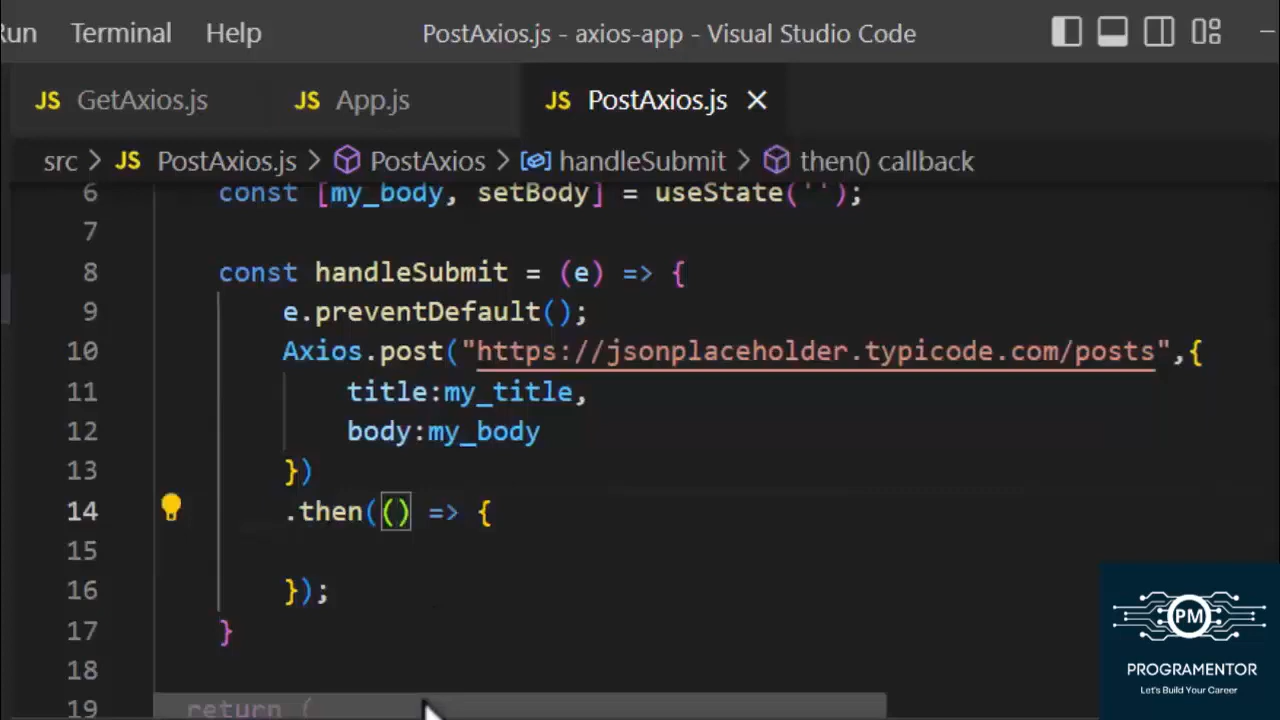 Run Terminal Help PostAxios.js - axios-app - Visual Studio Code
JS GetAxios.js JS App.js JS PostAxios.js
src > JS PostAxios.js > PostAxios > handleSubmit > then() callback
6 const [my_body, setBody] = useState('');
7
8 const handleSubmit = (e) => {
9 e.preventDefault();
10 Axios.post("https://jsonplaceholder.typicode.com/posts",{
11 title:my_title,
12 body:my_body
13 })
14 .then(() => {
15
16 });
17 }
18
19 return (
PM
PROGRAMENTOR
Let's Build Your Career